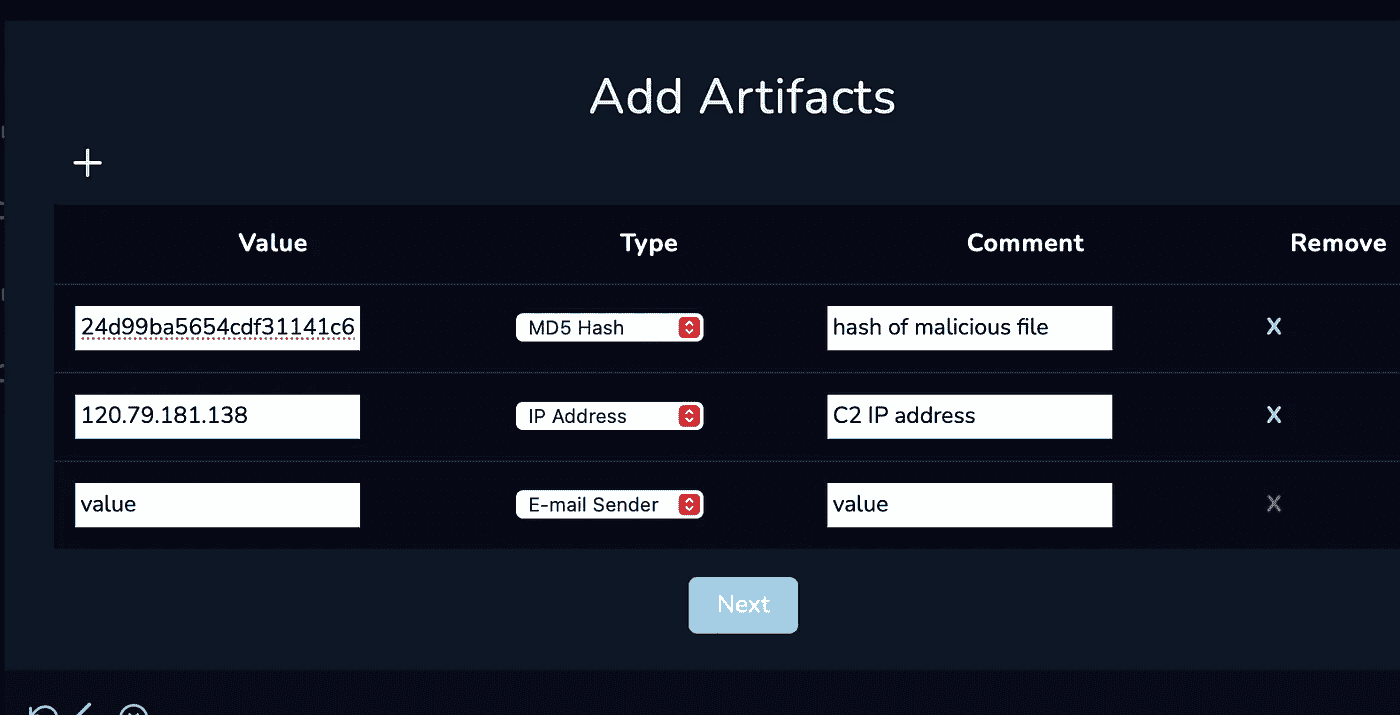 Add Artifacts
+
Value Type Comment Remove
24d99ba5654cdf31141c6 MD5 Hash hash of malicious file X
120.79.181.138 IP Address C2 IP address X
value E-mail Sender value X
Next